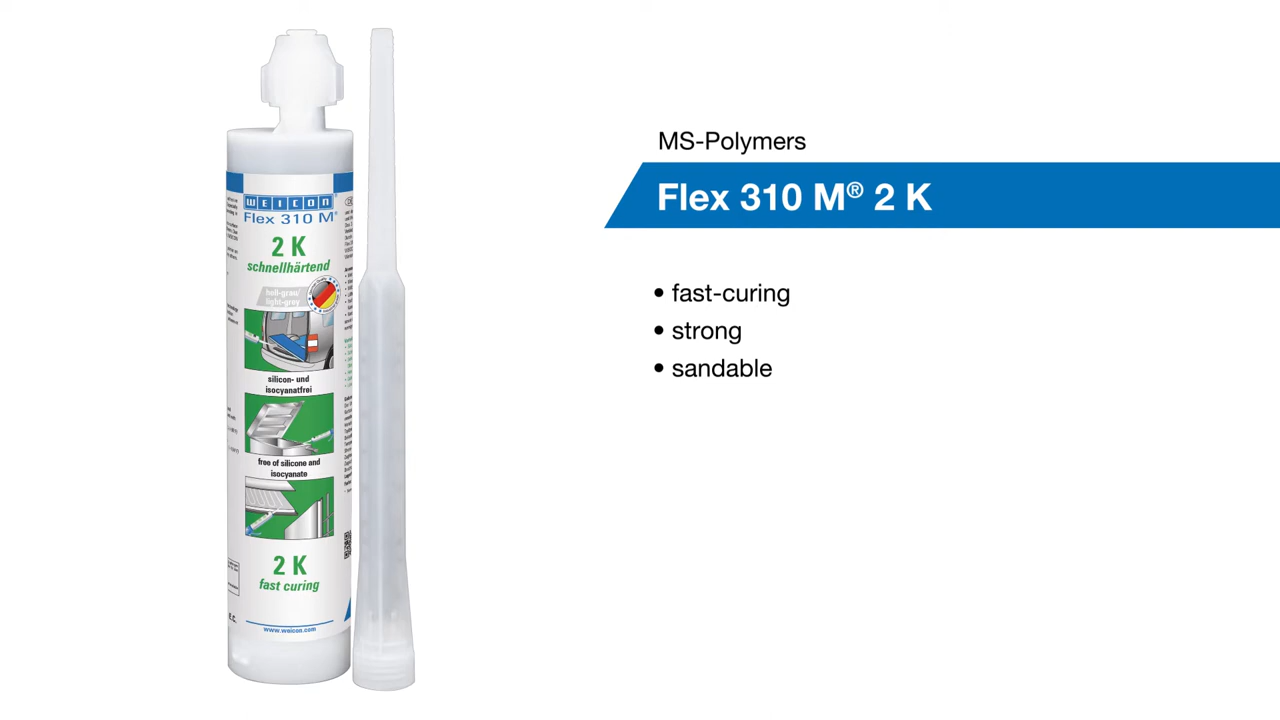 MS-Polymers
Flex 310 M® 2 K
• fast-curing
• strong
• sandable
WEICON®
Flex 310 M®
2 K
schnellhärtend
hell-grau/
light-grey
silicon- und
isocyanatfrei
free of silicone and
isocyanate
2 K
fast curing
www.weicon.com